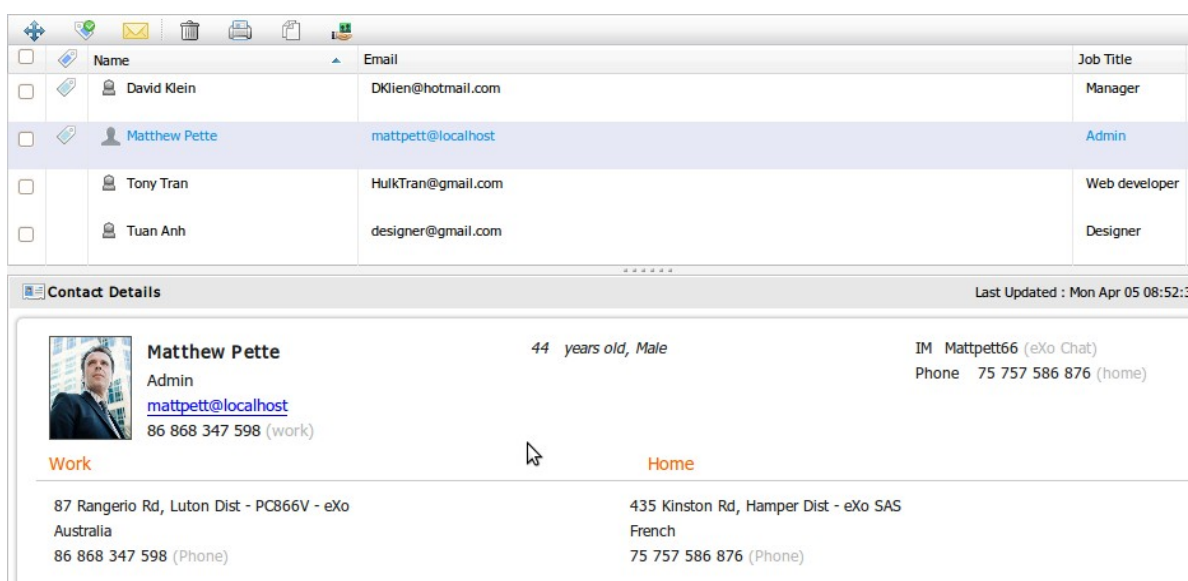 Name Email Job Title
David Klein DKlien@hotmail.com Manager
Matthew Pette mattpett@localhost Admin
Tony Tran HulkTran@gmail.com Web developer
Tuan Anh designer@gmail.com Designer
Contact Details Last Updated : Mon Apr 05 08:52:3
Matthew Pette 44 years old, Male IM Mattpett66 (eXo Chat)
Admin Phone 75 757 586 876 (home)
mattpett@localhost
86 868 347 598 (work)
Work Home
87 Rangerio Rd, Luton Dist - PC866V - eXo 435 Kinston Rd, Hamper Dist - eXo SAS
Australia French
86 868 347 598 (Phone) 75 757 586 876 (Phone)